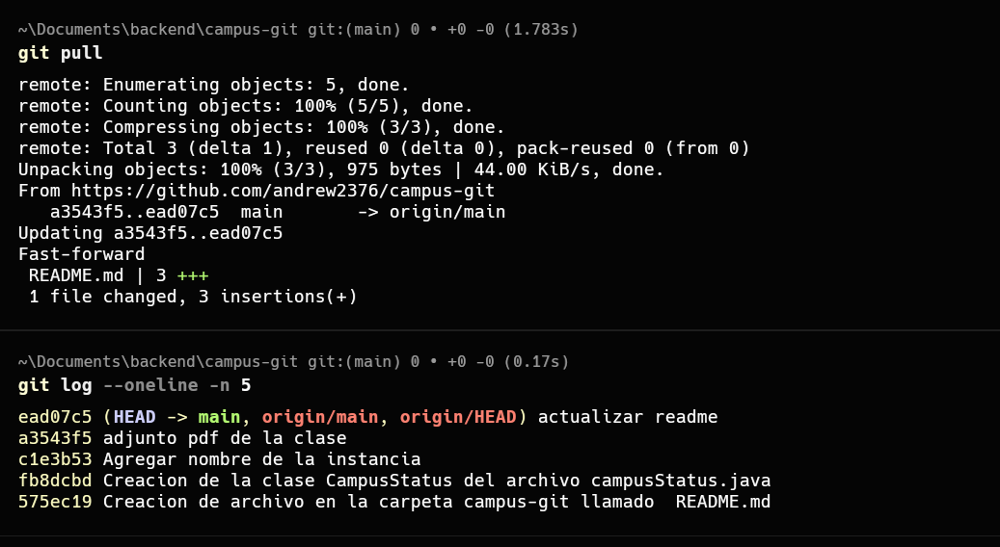 ~\Documents\backend\campus-git git:(main) 0 • +0 -0 (1.783s)
git pull
remote: Enumerating objects: 5, done.
remote: Counting objects: 100% (5/5), done.
remote: Compressing objects: 100% (3/3), done.
remote: Total 3 (delta 1), reused 0 (delta 0), pack-reused 0 (from 0)
Unpacking objects: 100% (3/3), 975 bytes | 44.00 KiB/s, done.
From https://github.com/andrew2376/campus-git
   a3543f5..ead07c5  main       -> origin/main
Updating a3543f5..ead07c5
Fast-forward
 README.md | 3 +++
 1 file changed, 3 insertions(+)
~\Documents\backend\campus-git git:(main) 0 • +0 -0 (0.17s)
git log --oneline -n 5
ead07c5 (HEAD -> main, origin/main, origin/HEAD) actualizar readme
a3543f5 adjunto pdf de la clase
c1e3b53 Agregar nombre de la instancia
fb8dcbd Creacion de la clase CampusStatus del archivo campusStatus.java
575ec19 Creacion de archivo en la carpeta campus-git llamado  README.md